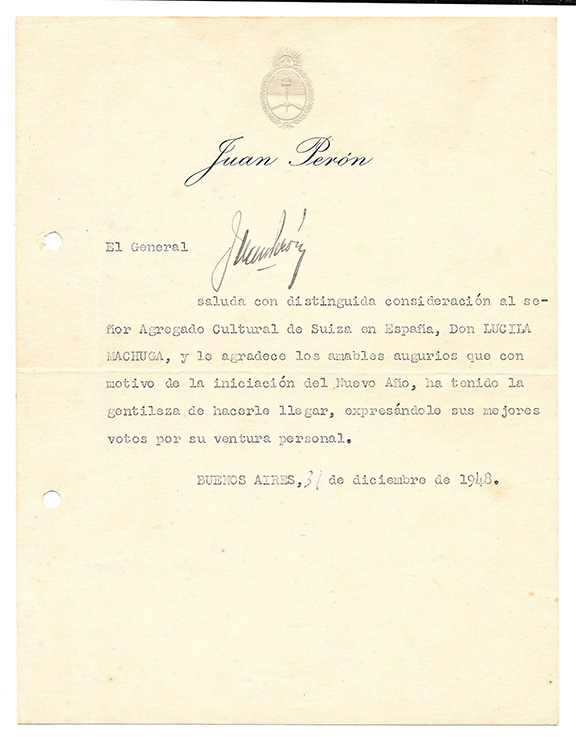 Juan Perón
El General
Juan Perón
saluda con distinguida consideración al se-
ñor Agregado Cultural de Suiza en España, Don LUCILA
MACHUGA, y le agradece los amables augurios que con
motivo de la iniciación del Nuevo Año, ha tenido la
gentileza de hacerle llegar, expresándole sus mejores
votos por su ventura personal.
BUENOS AIRES, 31 de diciembre de 1948.